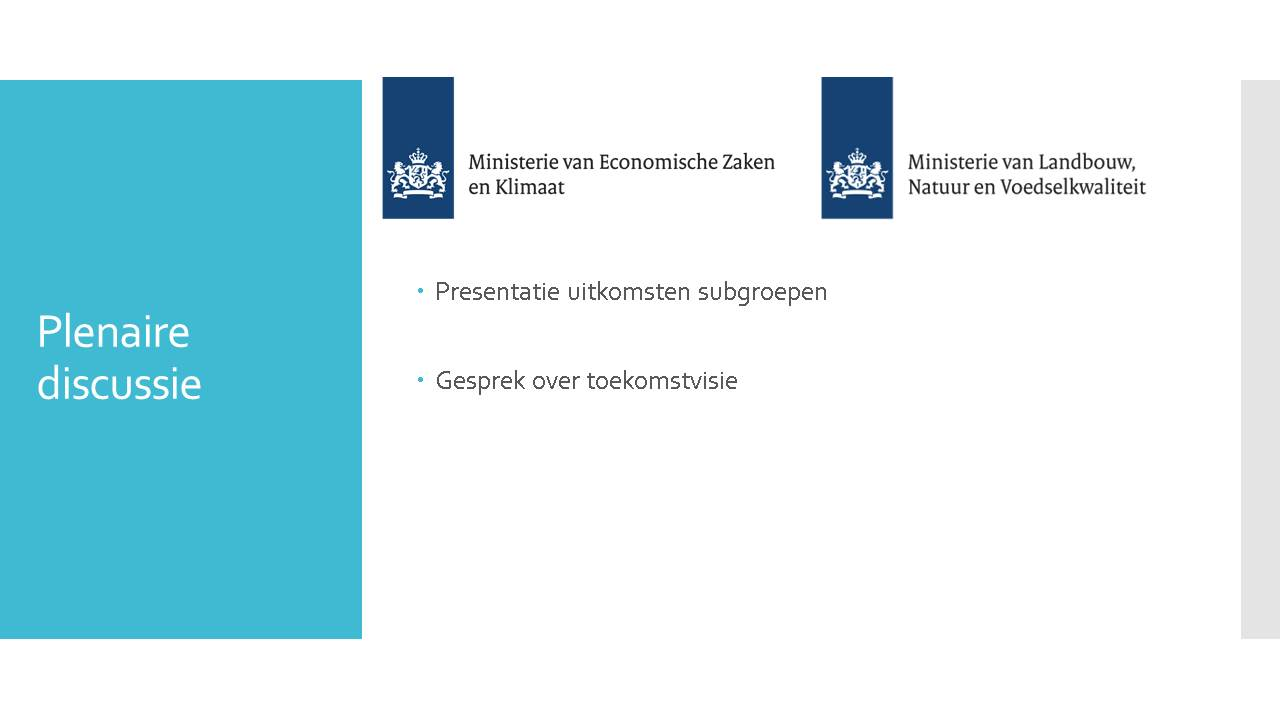 Plenaire
discussie
Ministerie van Economische Zaken
en Klimaat
Ministerie van Landbouw,
Natuur en Voedselkwaliteit
• Presentatie uitkomsten subgroepen
• Gesprek over toekomstvisie